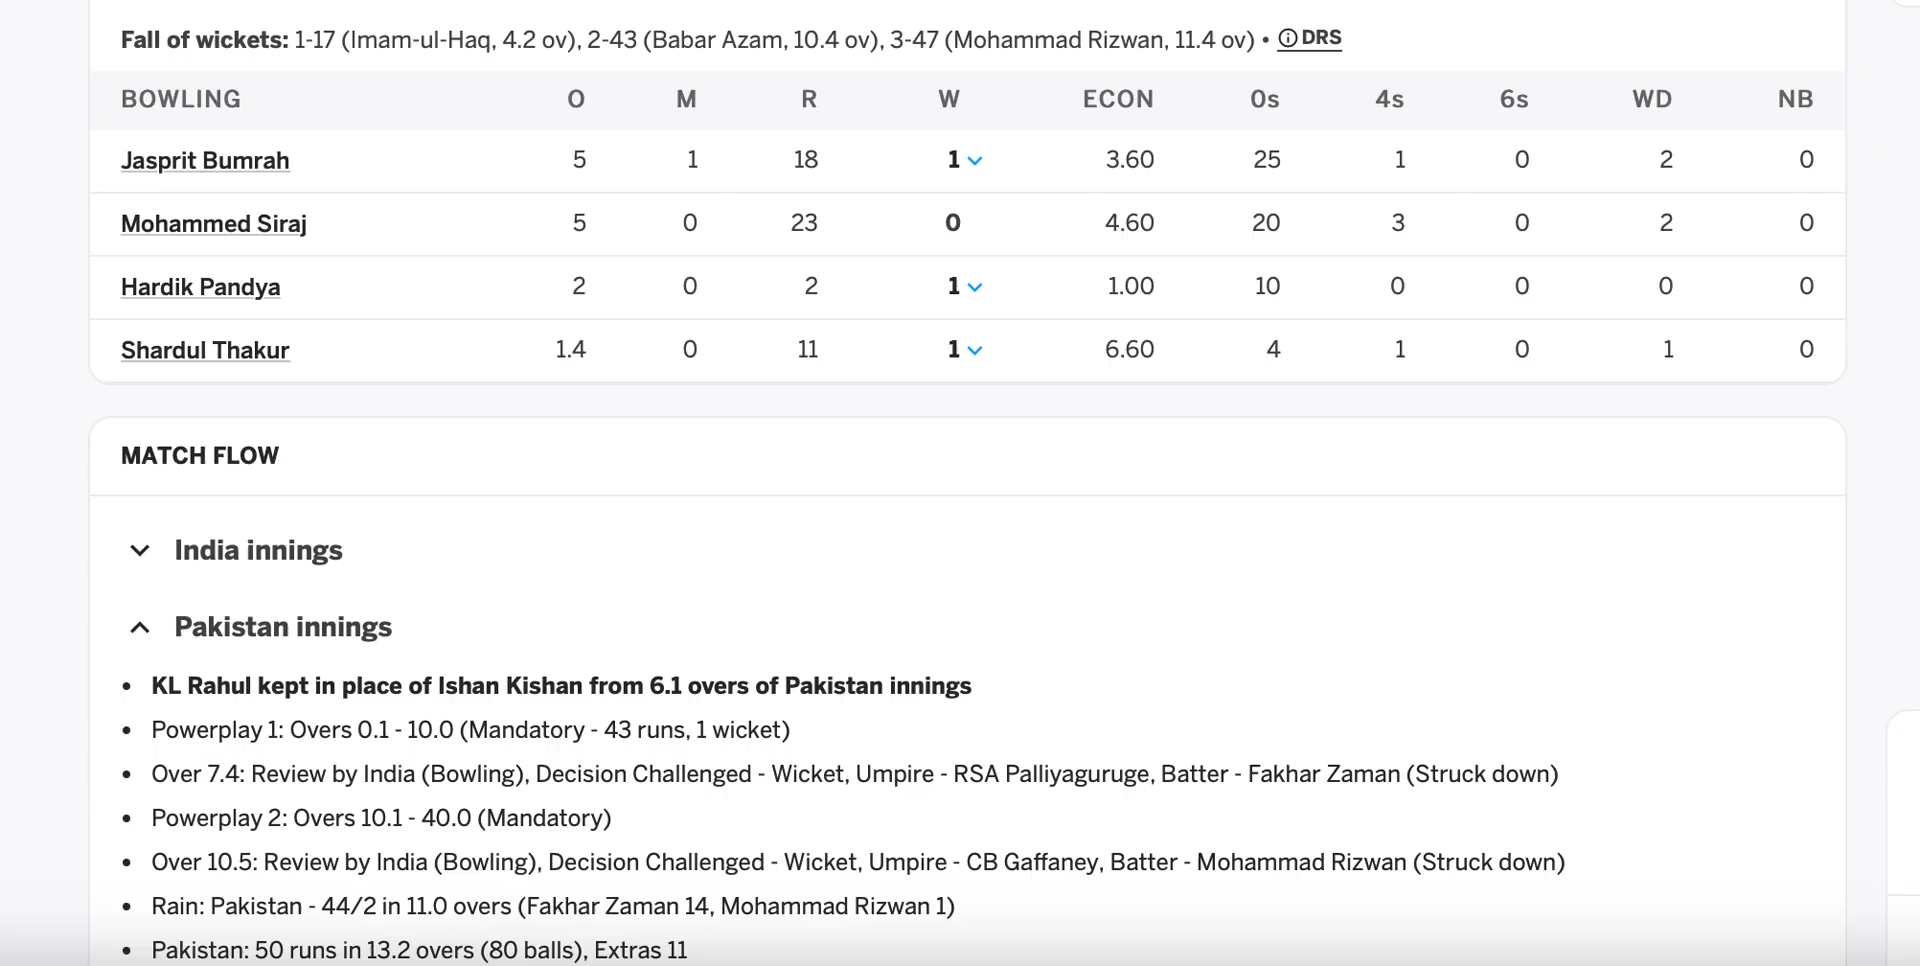 Fall of wickets: 1-17 (Imam-ul-Haq, 4.2 ov), 2-43 (Babar Azam, 10.4 ov), 3-47 (Mohammad Rizwan, 11.4 ov) • DRS
BOWLING O M R W ECON 0s 4s 6s WD NB
Jasprit Bumrah 5 1 18 1 3.60 25 1 0 2 0
Mohammed Siraj 5 0 23 0 4.60 20 3 0 2 0
Hardik Pandya 2 0 2 1 1.00 10 0 0 0 0
Shardul Thakur 1.4 0 11 1 6.60 4 1 0 1 0
MATCH FLOW
India innings
Pakistan innings
• KL Rahul kept in place of Ishan Kishan from 6.1 overs of Pakistan innings
• Powerplay 1: Overs 0.1 - 10.0 (Mandatory - 43 runs, 1 wicket)
• Over 7.4: Review by India (Bowling), Decision Challenged - Wicket, Umpire - RSA Palliyaguruge, Batter - Fakhar Zaman (Struck down)
• Powerplay 2: Overs 10.1 - 40.0 (Mandatory)
• Over 10.5: Review by India (Bowling), Decision Challenged - Wicket, Umpire - CB Gaffaney, Batter - Mohammad Rizwan (Struck down)
• Rain: Pakistan - 44/2 in 11.0 overs (Fakhar Zaman 14, Mohammad Rizwan 1)
• Pakistan: 50 runs in 13.2 overs (80 balls), Extras 11